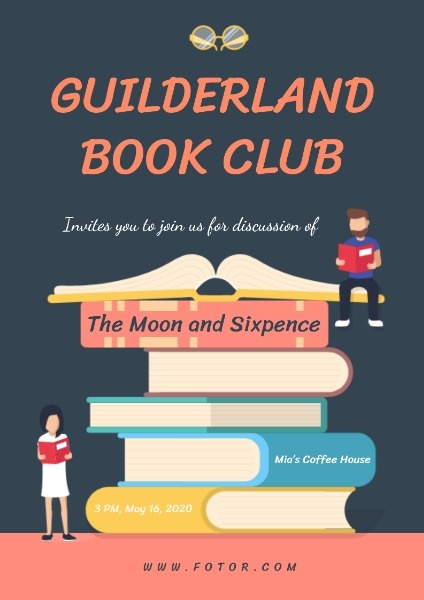 GUILDERLAND
BOOK CLUB
Invites you to join us for discussion of
The Moon and Sixpence
Mia's Coffee House
3 PM, May 16, 2020
WWW.FOTOR.COM